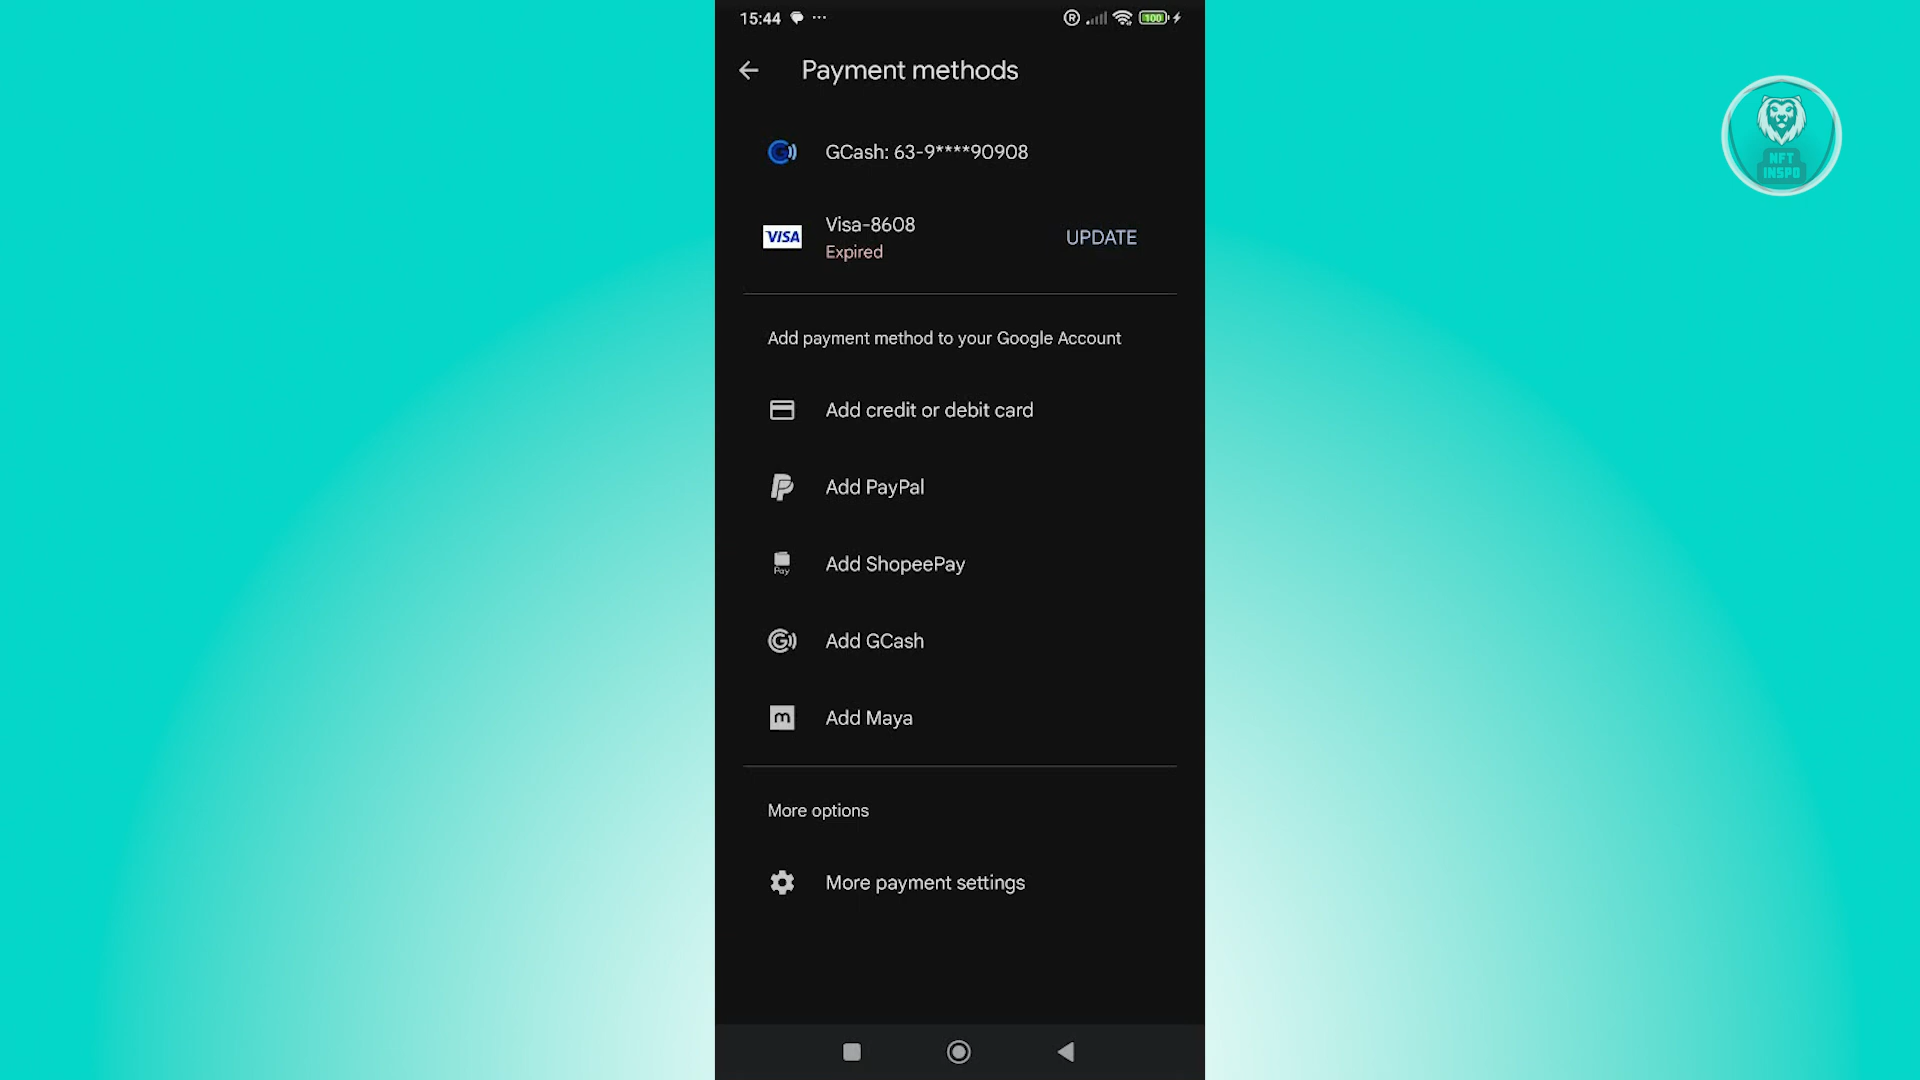 15:44
R
100
Payment methods
GCash: 63-9****90908
VISA
Visa-8608
Expired
UPDATE
Add payment method to your Google Account
Add credit or debit card
Add PayPal
Pay
Add ShopeePay
Add GCash
m
Add Maya
More options
More payment settings
NFT
INSPO